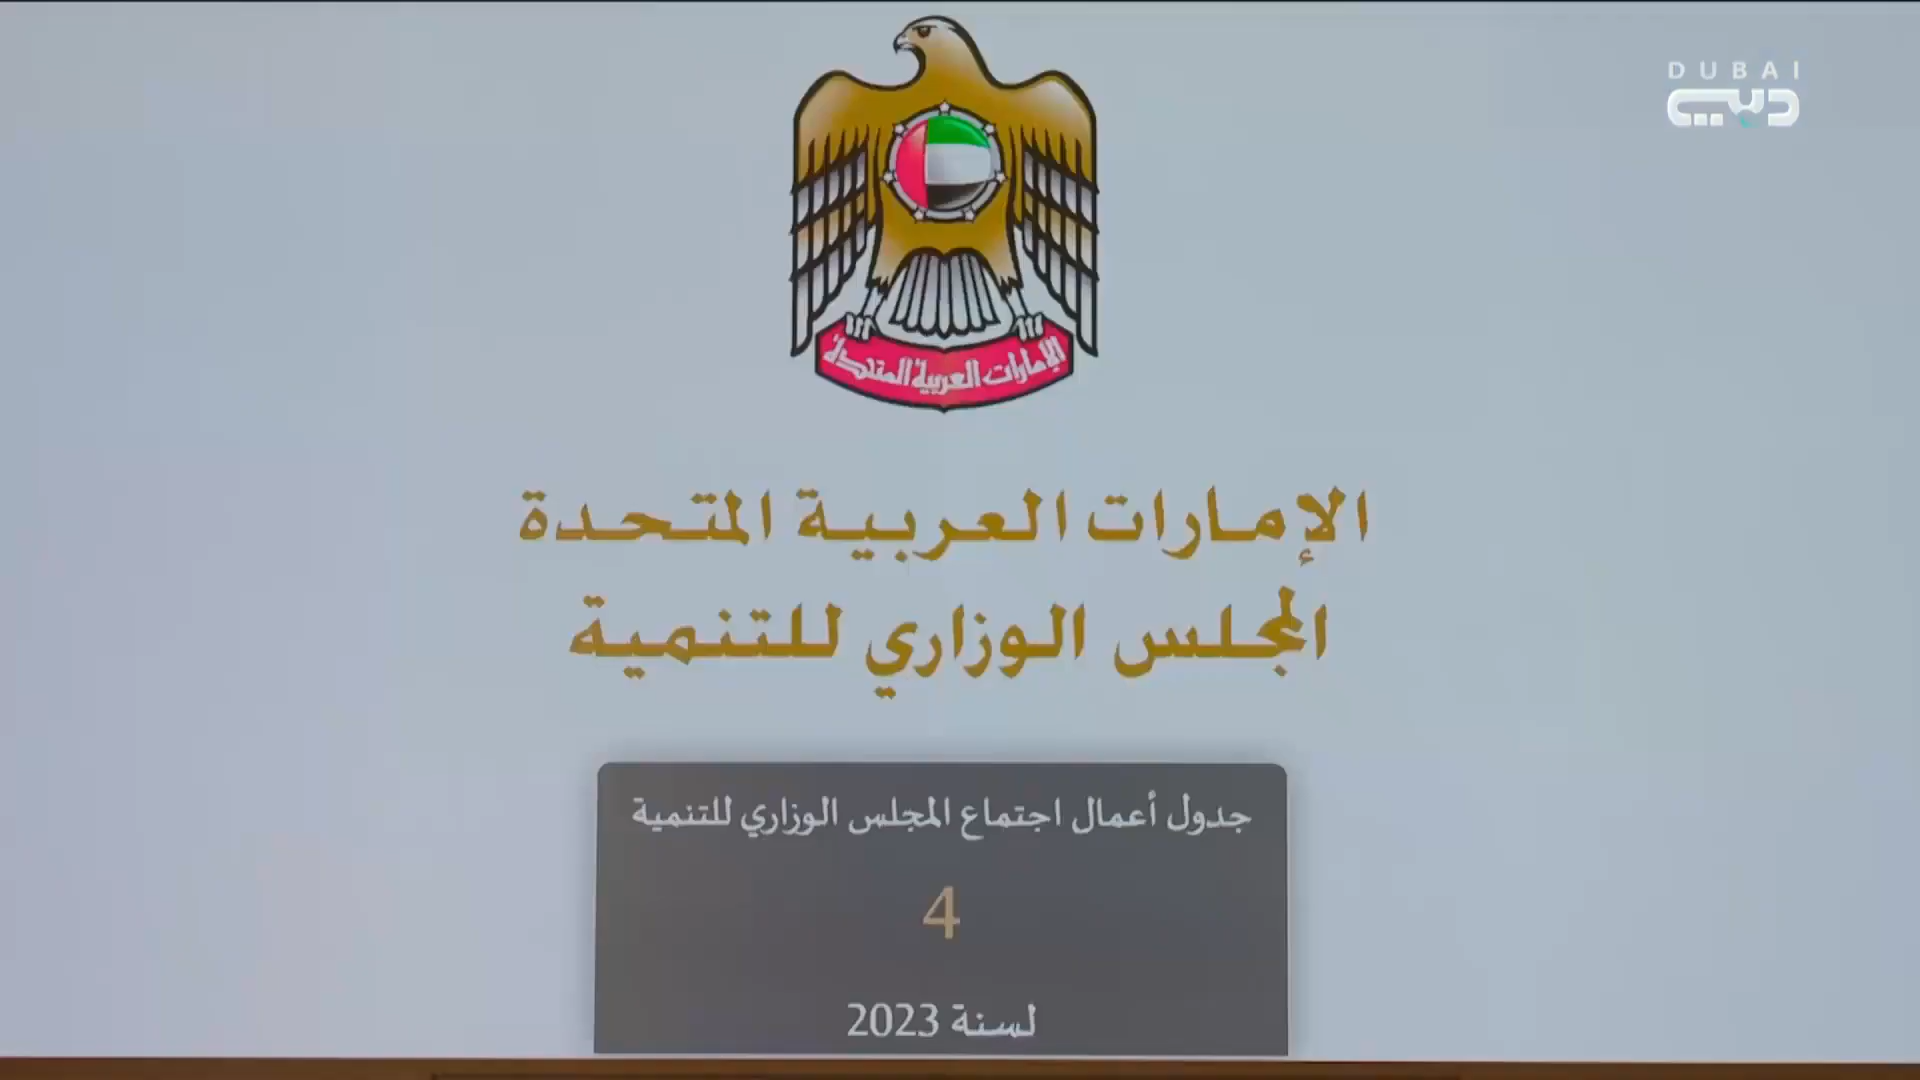 DUBAI
دبي
الإمارات العربية المتحدة
الإمارات العربية المتحدة
المجلس الوزاري للتنمية
جدول أعمال اجتماع المجلس الوزاري للتنمية
4
لسنة 2023